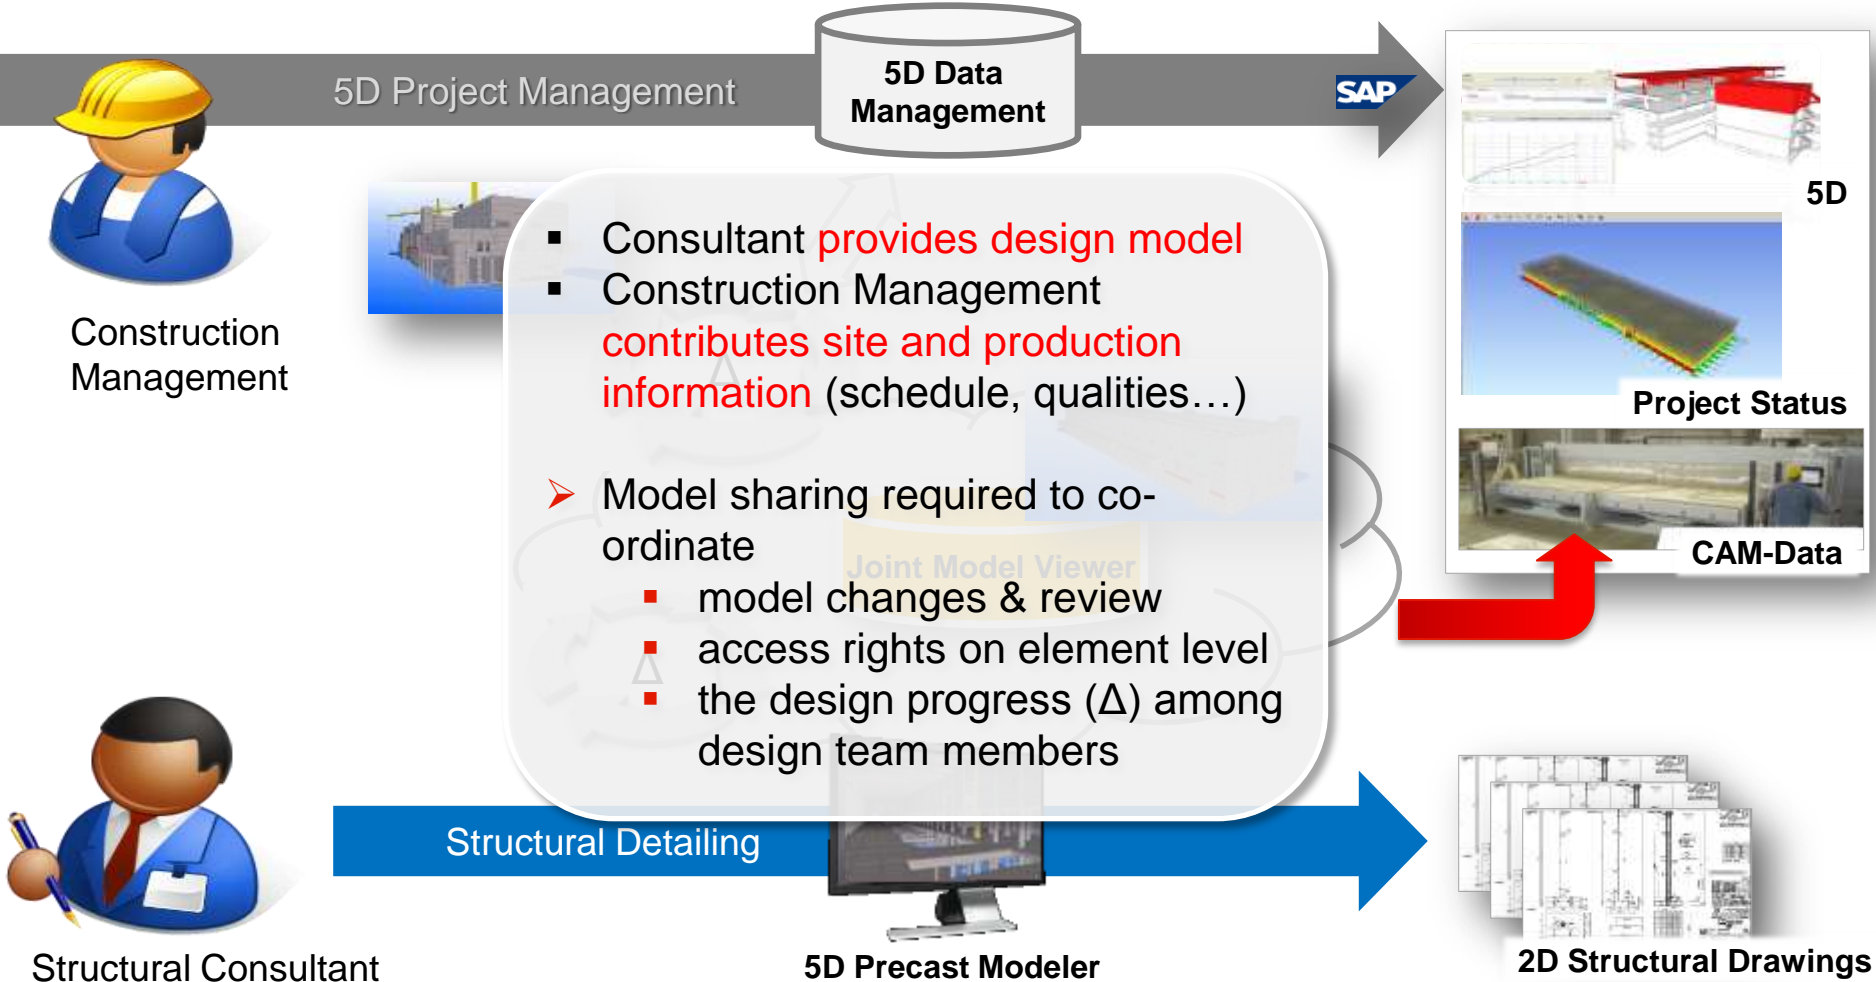 5D Project Management
5D Data
Management
SAP
5D
Construction
Management
Project Status
CAM-Data
▪ Consultant provides design model
▪ Construction Management
contributes site and production
information (schedule, qualities…)
➢ Model sharing required to co-
ordinate
▪ model changes & review
▪ access rights on element level
▪ the design progress (Δ) among
design team members
Δ
Joint Model Viewer
Δ
Structural Detailing
Structural Consultant
5D Precast Modeler
2D Structural Drawings